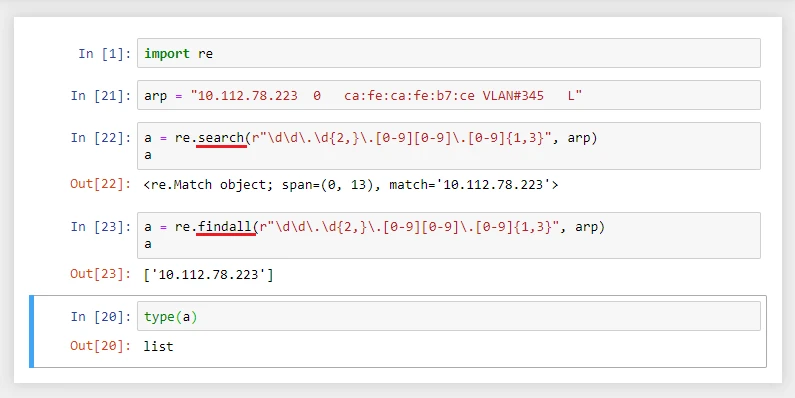 In [1]: import re
In [21]: arp = "10.112.78.223  0   ca:fe:ca:fe:b7:ce VLAN#345   L"
In [22]: a = re.search(r"\d\d\.\d{2,}\.[0-9][0-9]\.[0-9]{1,3}", arp)
a
Out[22]: <re.Match object; span=(0, 13), match='10.112.78.223'>
In [23]: a = re.findall(r"\d\d\.\d{2,}\.[0-9][0-9]\.[0-9]{1,3}", arp)
a
Out[23]: ['10.112.78.223']
In [20]: type(a)
Out[20]: list